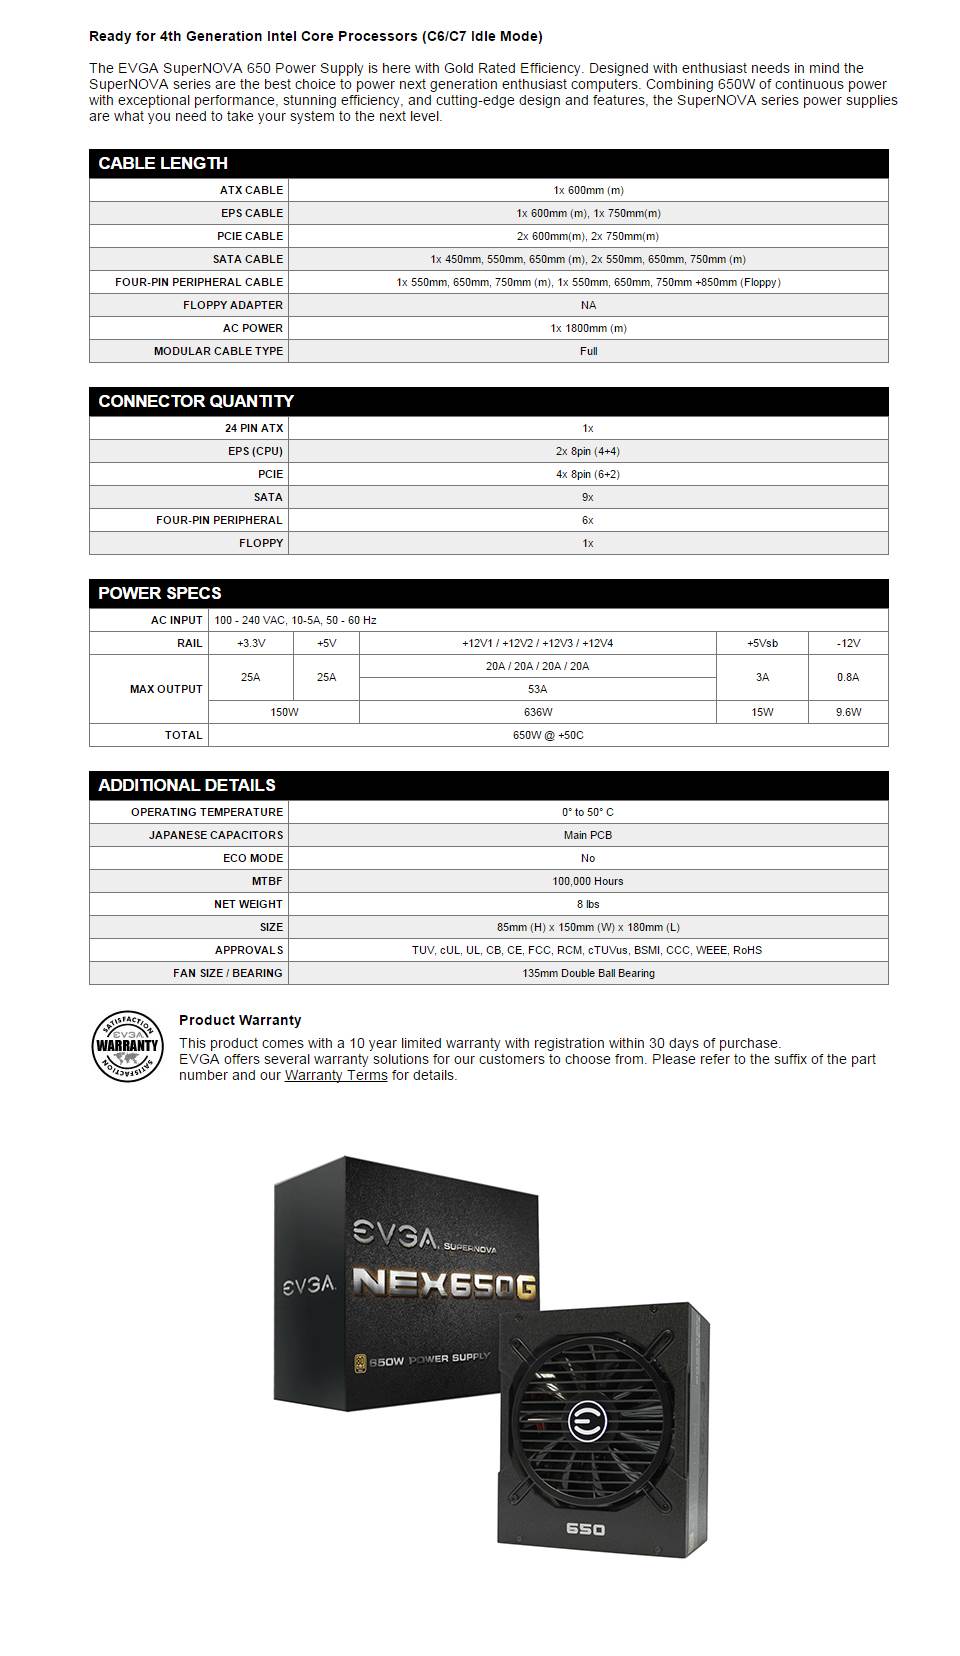 Ready for 4th Generation Intel Core Processors (C6/C7 Idle Mode)
The EVGA SuperNOVA 650 Power Supply is here with Gold Rated Efficiency. Designed with enthusiast needs in mind the
SuperNOVA series are the best choice to power next generation enthusiast computers. Combining 650W of continuous power
with exceptional performance, stunning efficiency, and cutting-edge design and features, the SuperNOVA series power supplies
are what you need to take your system to the next level.
CABLE LENGTH
ATX CABLE 1x 600mm (m)
EPS CABLE 1x 600mm (m), 1x 750mm(m)
PCIE CABLE 2x 600mm(m), 2x 750mm(m)
SATA CABLE 1x 450mm, 550mm, 650mm (m), 2x 550mm, 650mm, 750mm (m)
FOUR-PIN PERIPHERAL CABLE 1x 550mm, 650mm, 750mm (m), 1x 550mm, 650mm, 750mm +850mm (Floppy)
FLOPPY ADAPTER NA
AC POWER 1x 1800mm (m)
MODULAR CABLE TYPE Full
CONNECTOR QUANTITY
24 PIN ATX 1x
EPS (CPU) 2x 8pin (4+4)
PCIE 4x 8pin (6+2)
SATA 9x
FOUR-PIN PERIPHERAL 6x
FLOPPY 1x
POWER SPECS
AC INPUT 100 - 240 VAC, 10-5A, 50 - 60 Hz
RAIL +3.3V +5V +12V1 / +12V2 / +12V3 / +12V4 +5Vsb -12V
MAX OUTPUT 25A 25A 20A / 20A / 20A / 20A 3A 0.8A
53A
150W 636W 15W 9.6W
TOTAL 650W @ +50C
ADDITIONAL DETAILS
OPERATING TEMPERATURE 0° to 50° C
JAPANESE CAPACITORS Main PCB
ECO MODE No
MTBF 100,000 Hours
NET WEIGHT 8 lbs
SIZE 85mm (H) x 150mm (W) x 180mm (L)
APPROVALS TUV, cUL, UL, CB, CE, FCC, RCM, cTUVus, BSMI, CCC, WEEE, RoHS
FAN SIZE / BEARING 135mm Double Ball Bearing
SATISFACTION
EVGA
WARRANTY
SATISFACTION
Product Warranty
This product comes with a 10 year limited warranty with registration within 30 days of purchase.
EVGA offers several warranty solutions for our customers to choose from. Please refer to the suffix of the part
number and our Warranty Terms for details.
EVGA. SUPERNOVA
EVGA.
NEX650G
650W POWER SUPPLY
650